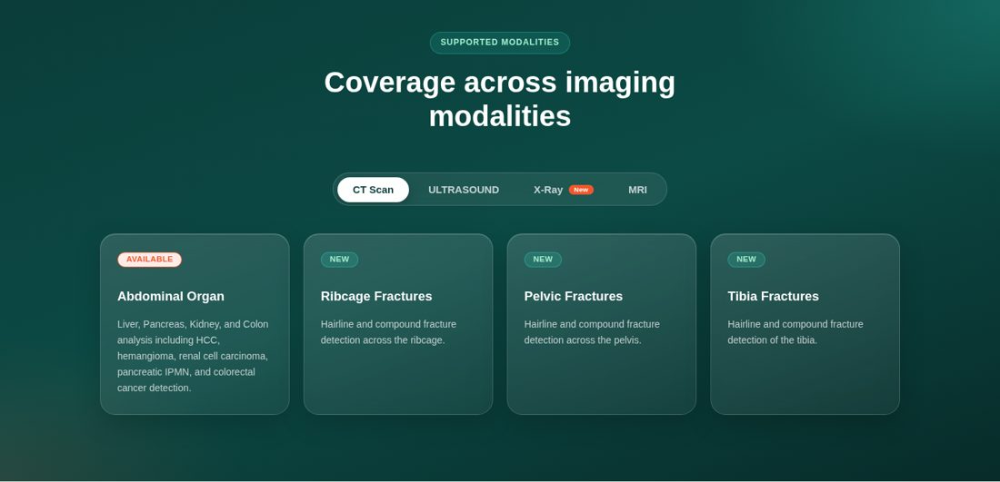 SUPPORTED MODALITIES
Coverage across imaging
modalities
CT Scan
ULTRASOUND
X-Ray New
MRI
AVAILABLE
Abdominal Organ
Liver, Pancreas, Kidney, and Colon
analysis including HCC,
hemangioma, renal cell carcinoma,
pancreatic IPMN, and colorectal
cancer detection.
NEW
Ribcage Fractures
Hairline and compound fracture
detection across the ribcage.
NEW
Pelvic Fractures
Hairline and compound fracture
detection across the pelvis.
NEW
Tibia Fractures
Hairline and compound fracture
detection of the tibia.